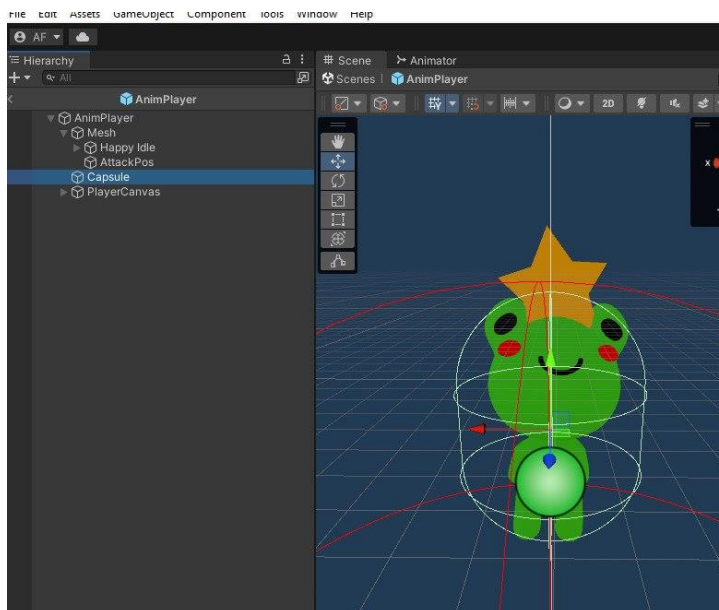 File Edit Assets GameObject Component Tools Window Help
AF
Hierarchy
All
AnimPlayer
AnimPlayer
Mesh
Happy Idle
AttackPos
Capsule
PlayerCanvas
Scene Animator
Scenes AnimPlayer
2D
x